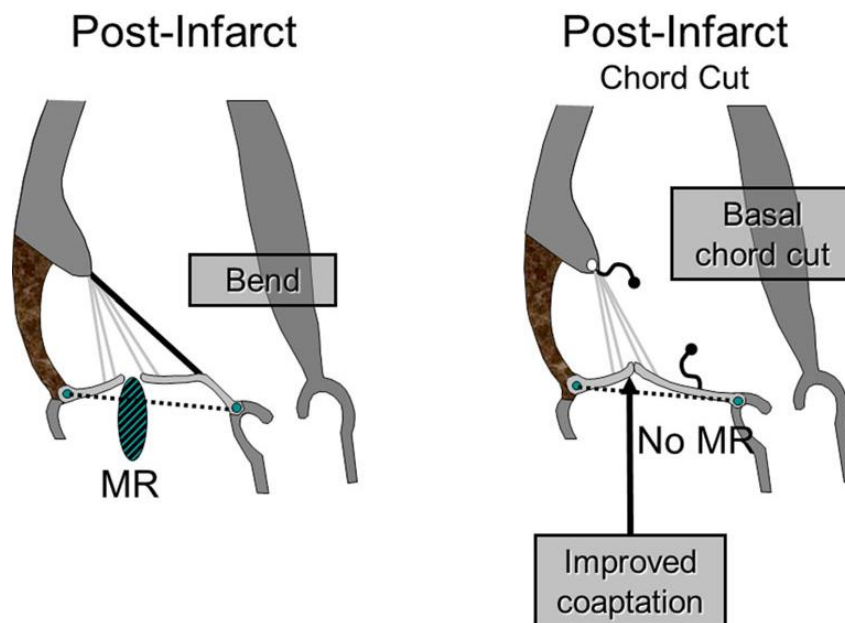 Post-Infarct
Bend
MR
Post-Infarct
Chord Cut
Basal
chord cut
No MR
Improved
coaptation